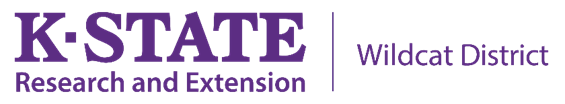 K-STATE
Research and Extension
Wildcat District